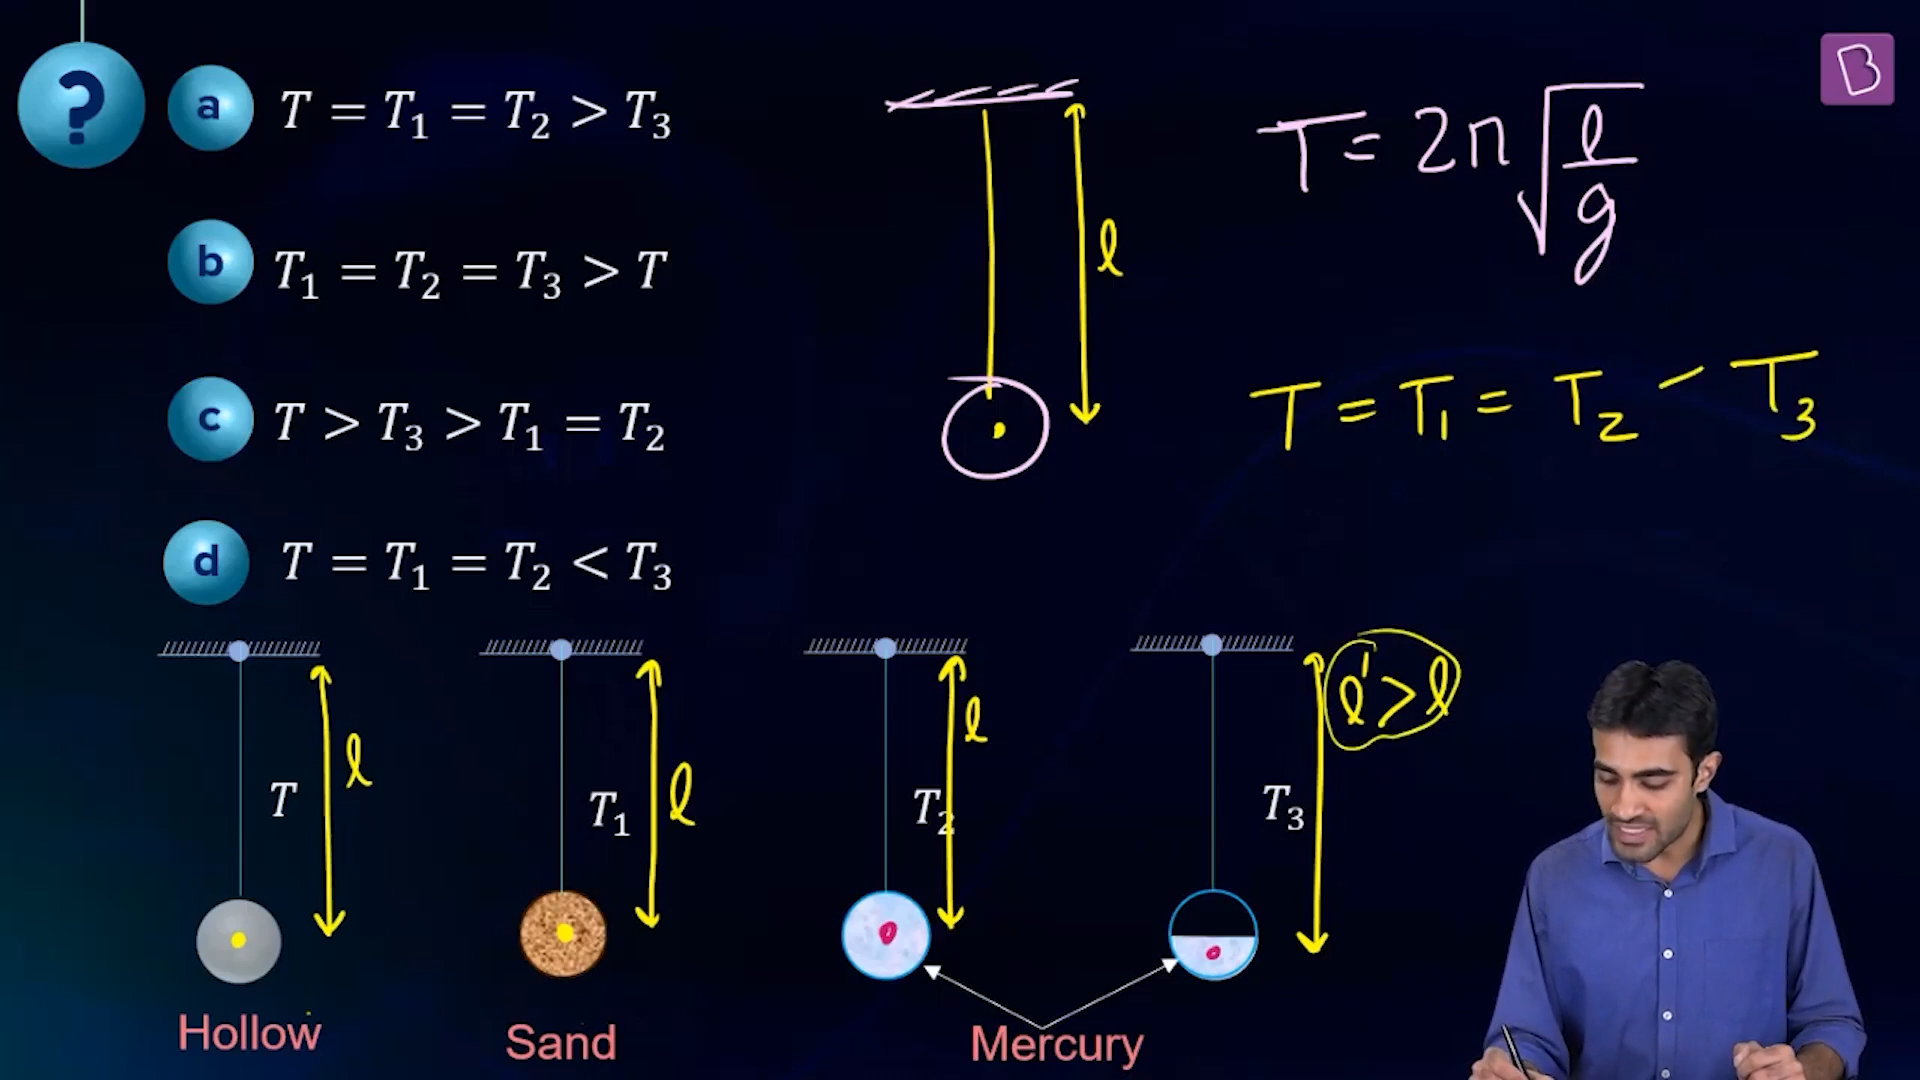 ?
a T = T₁ = T₂ > T₃
b T₁ = T₂ = T₃ > T
c T > T₃ > T₁ = T₂
d T = T₁ = T₂ < T₃
l
T = 2π√(l/g)
T = T₁ = T₂ − T₃
B
T l
T₁ l
T₂ l
T₃ l' > l
Hollow
Sand
Mercury